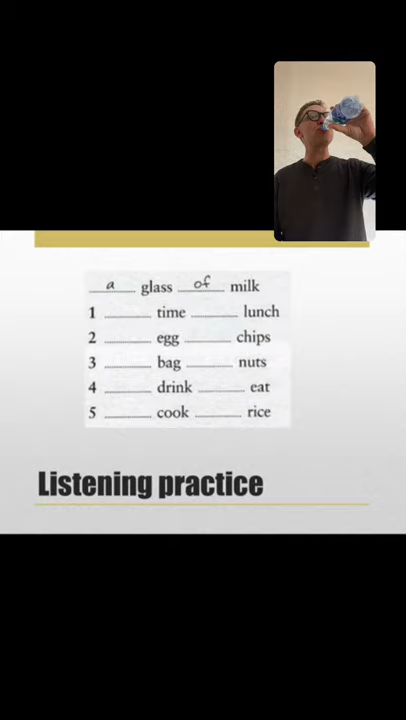 a glass of milk
1 ........ time ........ lunch
2 ........ egg ........ chips
3 ........ bag ........ nuts
4 ........ drink ........ eat
5 ........ cook ........ rice
Listening practice